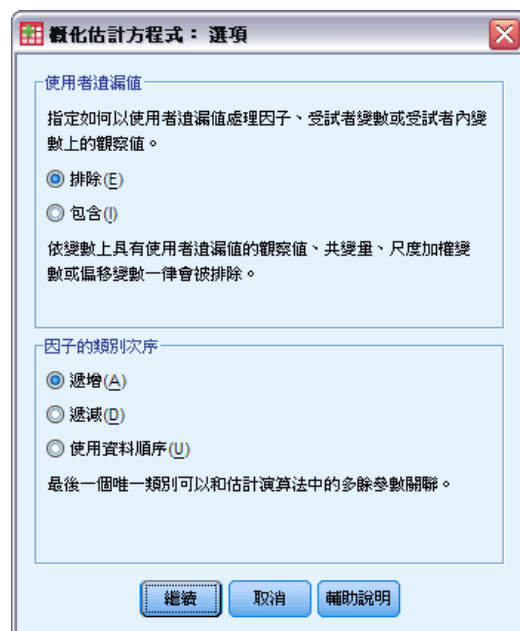 概化估計方程式：選項
使用者遺漏值
指定如何以使用者遺漏值處理因子、受試者變數或受試者內變
數上的觀察值。
排除(E)
包含(I)
依變數上具有使用者遺漏值的觀察值、共變量、尺度加權變
數或偏移變數一律會被排除。
因子的類別次序
遞增(A)
遞減(D)
使用資料順序(U)
最後一個唯一類別可以和估計演算法中的多餘參數關聯。
繼續
取消
輔助說明